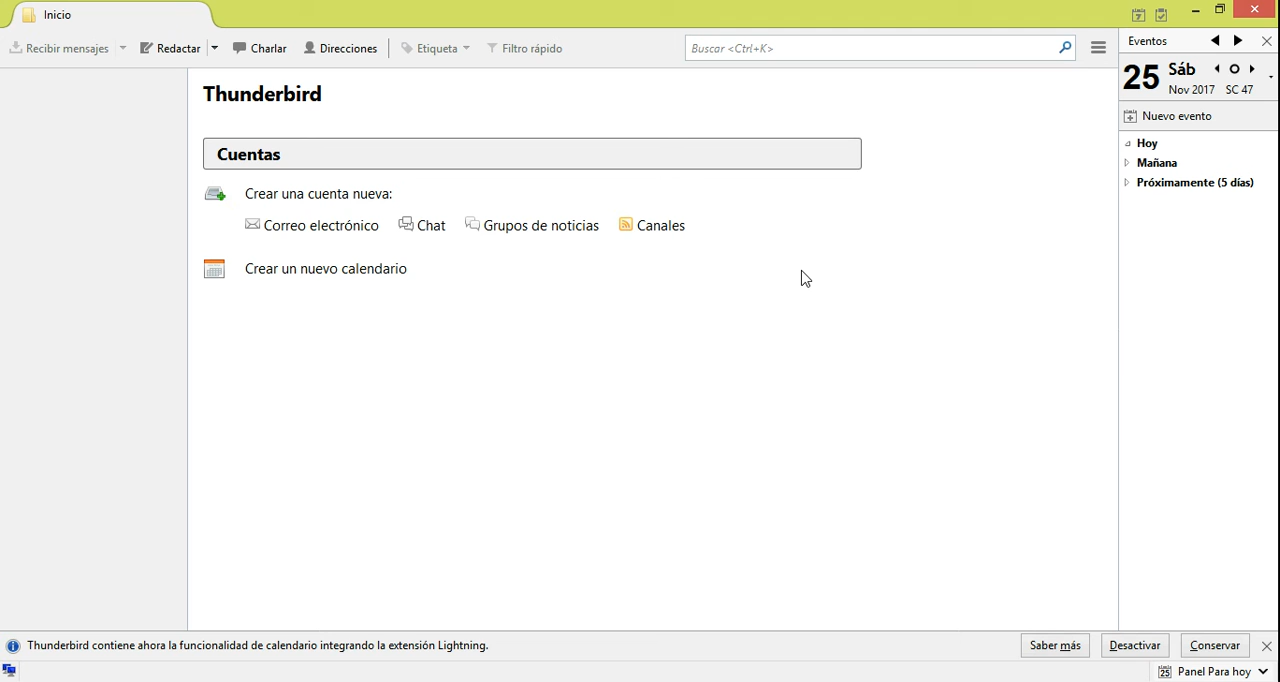 Inicio
Recibir mensajes Redactar Charlar Direcciones Etiqueta Filtro rápido Buscar <Ctrl+K>
Thunderbird
Cuentas
Crear una cuenta nueva:
Correo electrónico Chat Grupos de noticias Canales
Crear un nuevo calendario
Eventos
25 Sáb
Nov 2017 SC 47
Nuevo evento
Hoy
Mañana
Próximamente (5 días)
Thunderbird contiene ahora la funcionalidad de calendario integrando la extensión Lightning. Saber más Desactivar Conservar
25 Panel Para hoy